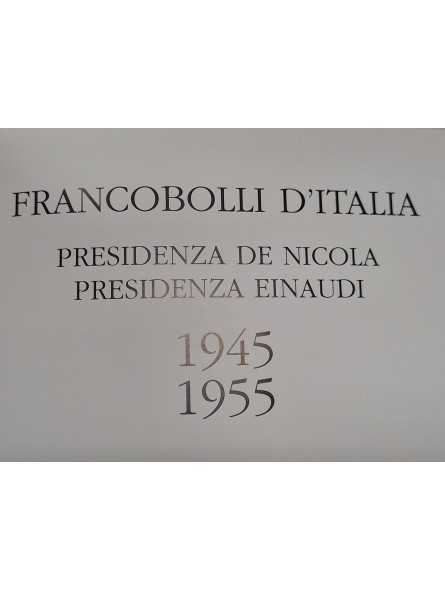 FRANCOBOLLI D'ITALIA
PRESIDENZA DE NICOLA
PRESIDENZA EINAUDI
1945
1955